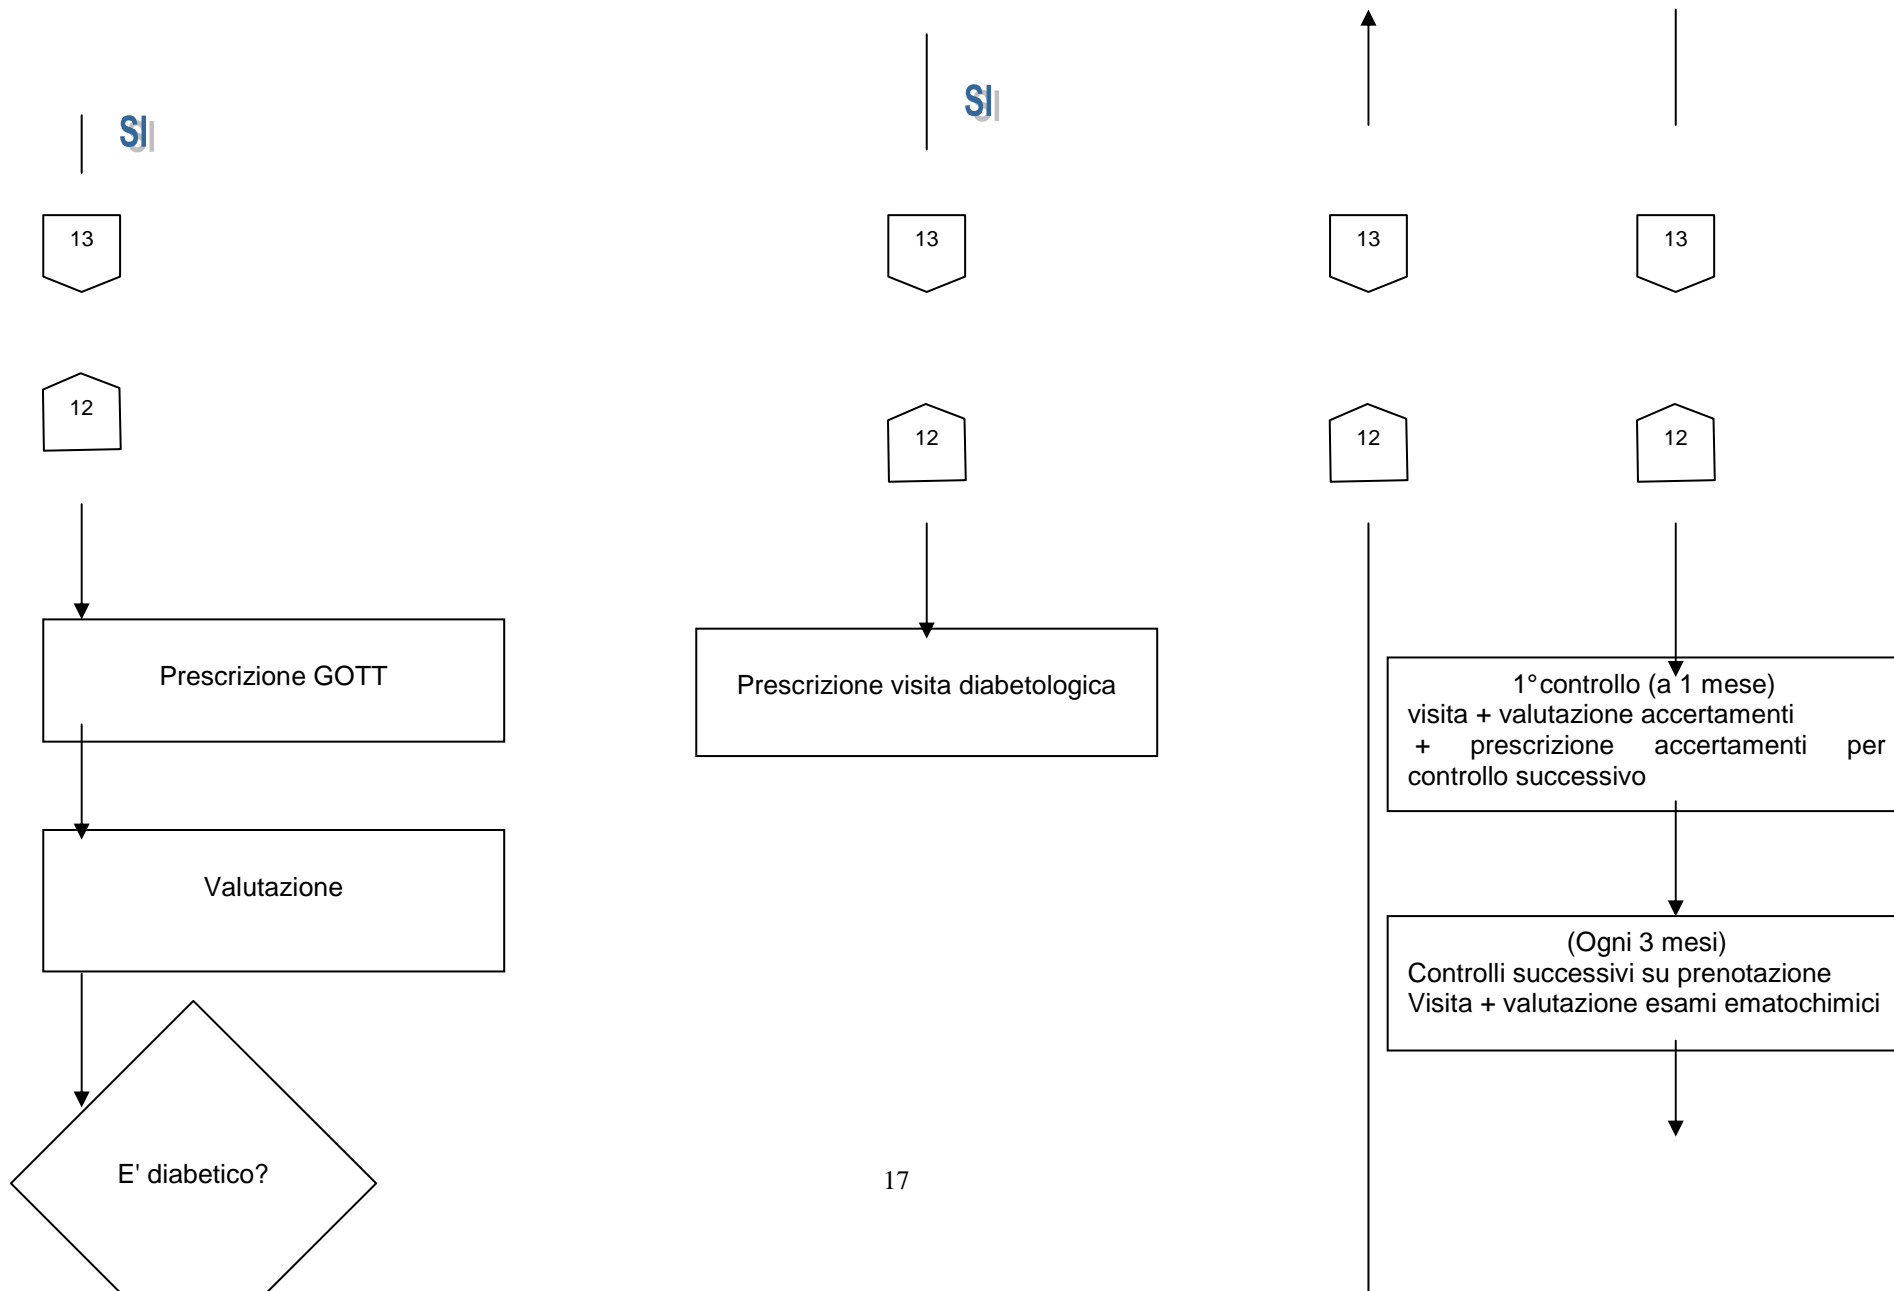 SI
SI
13
13
13
13
12
12
12
12
Prescrizione GOTT
Prescrizione visita diabetologica
1° controllo (a 1 mese)
visita + valutazione accertamenti
+ prescrizione accertamenti per
controllo successivo
Valutazione
(Ogni 3 mesi)
Controlli successivi su prenotazione
Visita + valutazione esami ematochimici
E' diabetico?
17